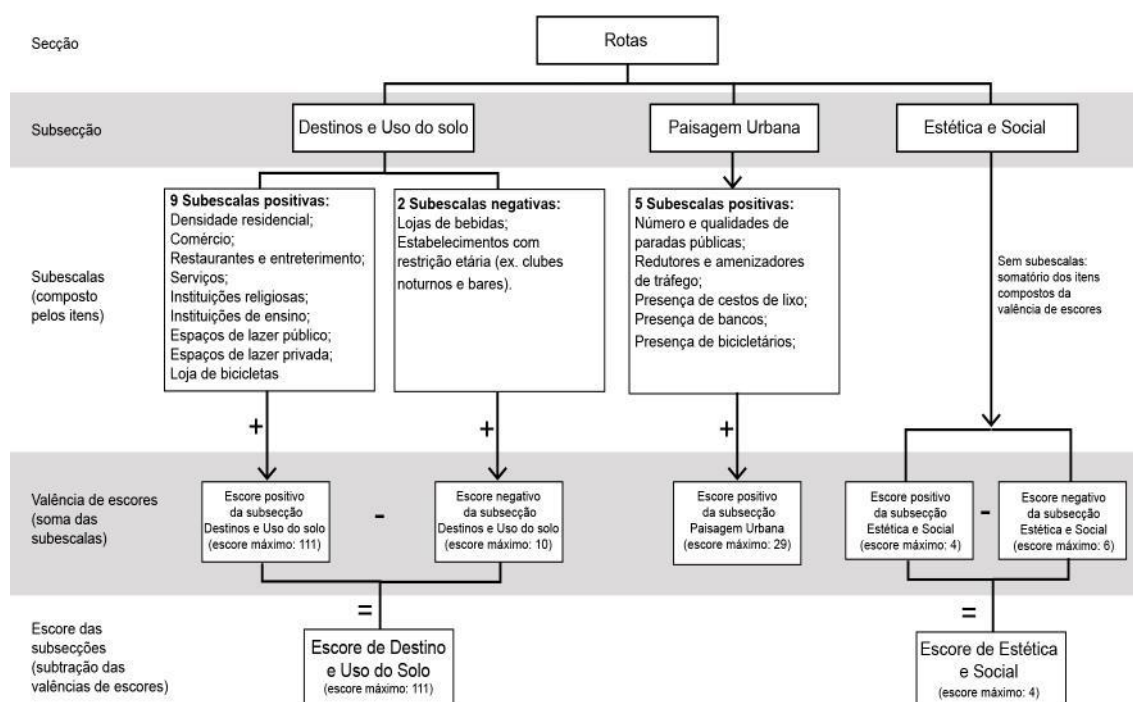 Secção
Rotas
Subsecção
Destinos e Uso do solo
Paisagem Urbana
Estética e Social
Subescalas
(composto
pelos itens)
9 Subescalas positivas:
Densidade residencial;
Comércio;
Restaurantes e entreterimento;
Serviços;
Instituições religiosas;
Instituições de ensino;
Espaços de lazer público;
Espaços de lazer privada;
Loja de bicicletas
2 Subescalas negativas:
Lojas de bebidas;
Estabelecimentos com
restrição etária (ex. clubes
noturnos e bares).
5 Subescalas positivas:
Número e qualidades de
paradas públicas;
Redutores e amenizadores
de tráfego;
Presença de cestos de lixo;
Presença de bancos;
Presença de bicicletários;
Sem subescalas:
somatório dos itens
compostos da
valência de escores
+
+
+
Valência de escores
(soma das
subescalas)
Escore positivo
da subsecção
Destinos e Uso do solo
(escore máximo: 111)
-
Escore negativo
da subsecção
Destinos e Uso do solo
(escore máximo: 10)
Escore positivo
da subsecção
Paisagem Urbana
(escore máximo: 29)
Escore positivo
da subsecção
Estética e Social
(escore máximo: 4)
-
Escore negativo
da subsecção
Estética e Social
(escore máximo: 6)
=
=
Escore das
subsecções
(subtração das
valências de escores)
Escore de Destino
e Uso do Solo
(escore máximo: 111)
Escore de Estética
e Social
(escore máximo: 4)